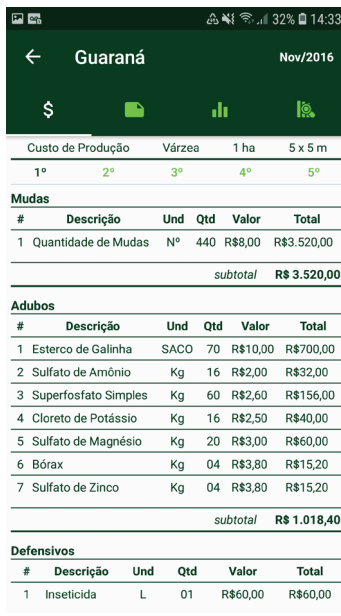 32% 14:33
Guaraná Nov/2016
$
Custo de Produção Várzea 1 ha 5 x 5 m
1º 2º 3º 4º 5º
Mudas
# Descrição Und Qtd Valor Total
1 Quantidade de Mudas Nº 440 R$8,00 R$3.520,00
subtotal R$ 3.520,00
Adubos
# Descrição Und Qtd Valor Total
1 Esterco de Galinha SACO 70 R$10,00 R$700,00
2 Sulfato de Amônio Kg 16 R$2,00 R$32,00
3 Superfosfato Simples Kg 60 R$2,60 R$156,00
4 Cloreto de Potássio Kg 16 R$2,50 R$40,00
5 Sulfato de Magnésio Kg 20 R$3,00 R$60,00
6 Bórax Kg 04 R$3,80 R$15,20
7 Sulfato de Zinco Kg 04 R$3,80 R$15,20
subtotal R$ 1.018,40
Defensivos
# Descrição Und Qtd Valor Total
1 Inseticida L 01 R$60,00 R$60,00